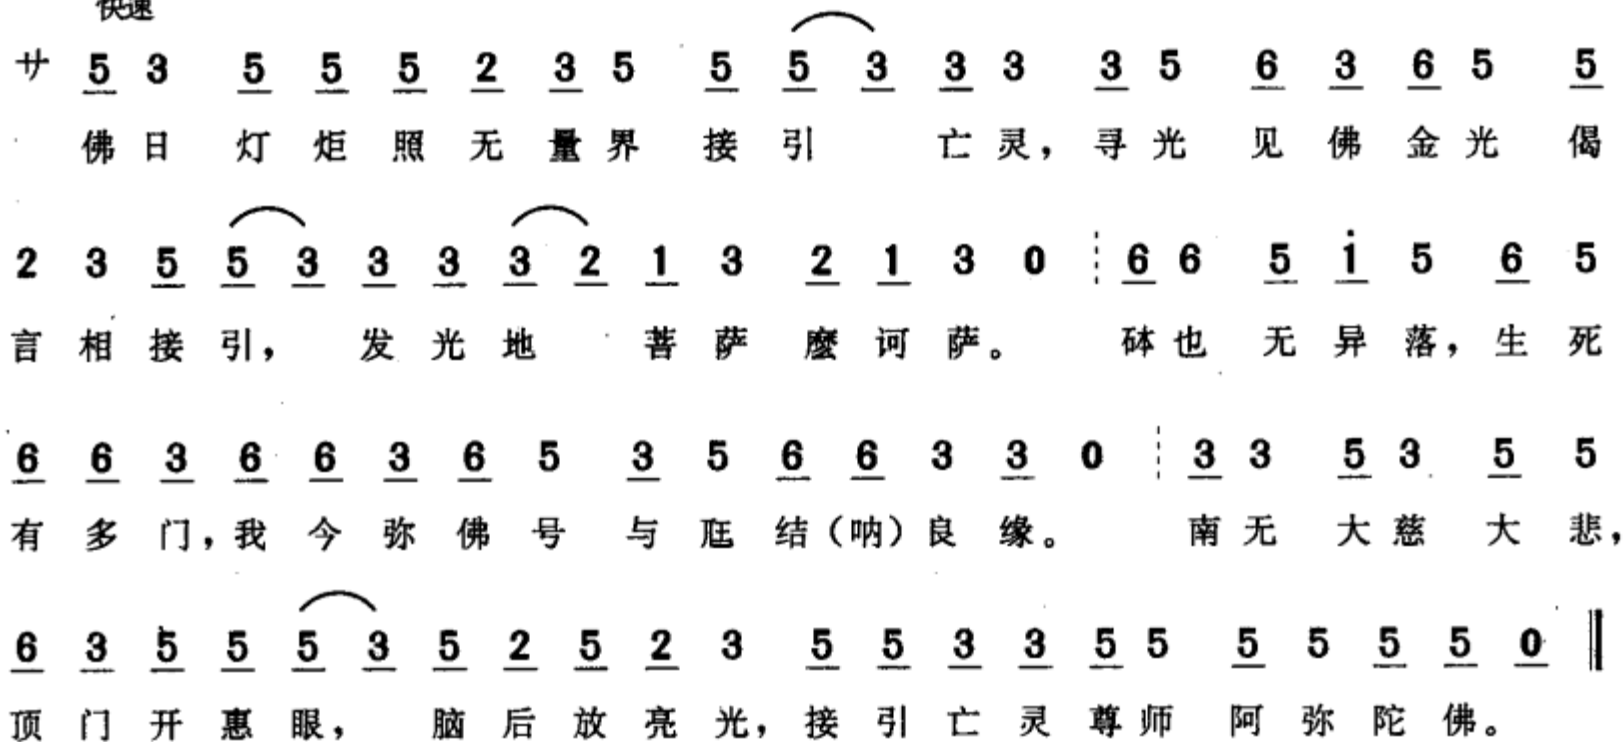 快速
サ 5 3 5 5 5 2 3 5 5 5 3 3 3 3 5 6 3 6 5 5
佛日 灯炬照无量界 接引 亡灵，寻光 见佛金光 偈
2 3 5 5 3 3 3 3 2 1 3 2 1 3 0 6 6 5 i 5 6 5
言相接引， 发光地 菩萨 麼诃萨。 砵也 无异落，生死
6 6 3 6 6 3 6 5 3 5 6 6 3 3 0 3 3 5 3 5 5
有多门，我今弥佛号 与 结（呐）良缘。 南无 大慈 大悲，
6 3 5 5 5 3 5 2 5 2 3 5 5 3 3 5 5 5 5 5 5 0
顶门开惠眼， 脑后放亮光，接引亡灵尊师 阿弥陀佛。